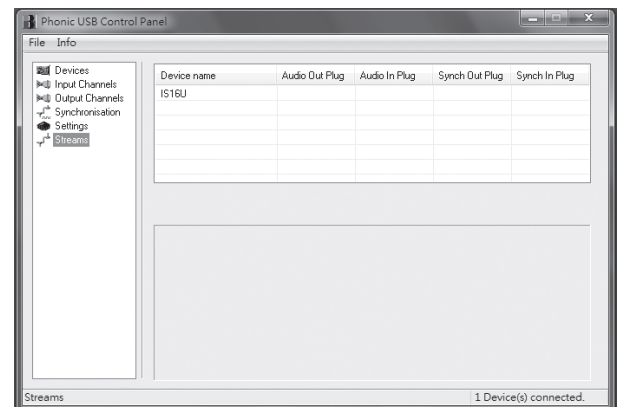 Phonic USB Control Panel
File Info
Devices
Input Channels
Output Channels
Synchronisation
Settings
Streams
Device name Audio Out Plug Audio In Plug Synch Out Plug Synch In Plug
IS16U
Streams 1 Device(s) connected.